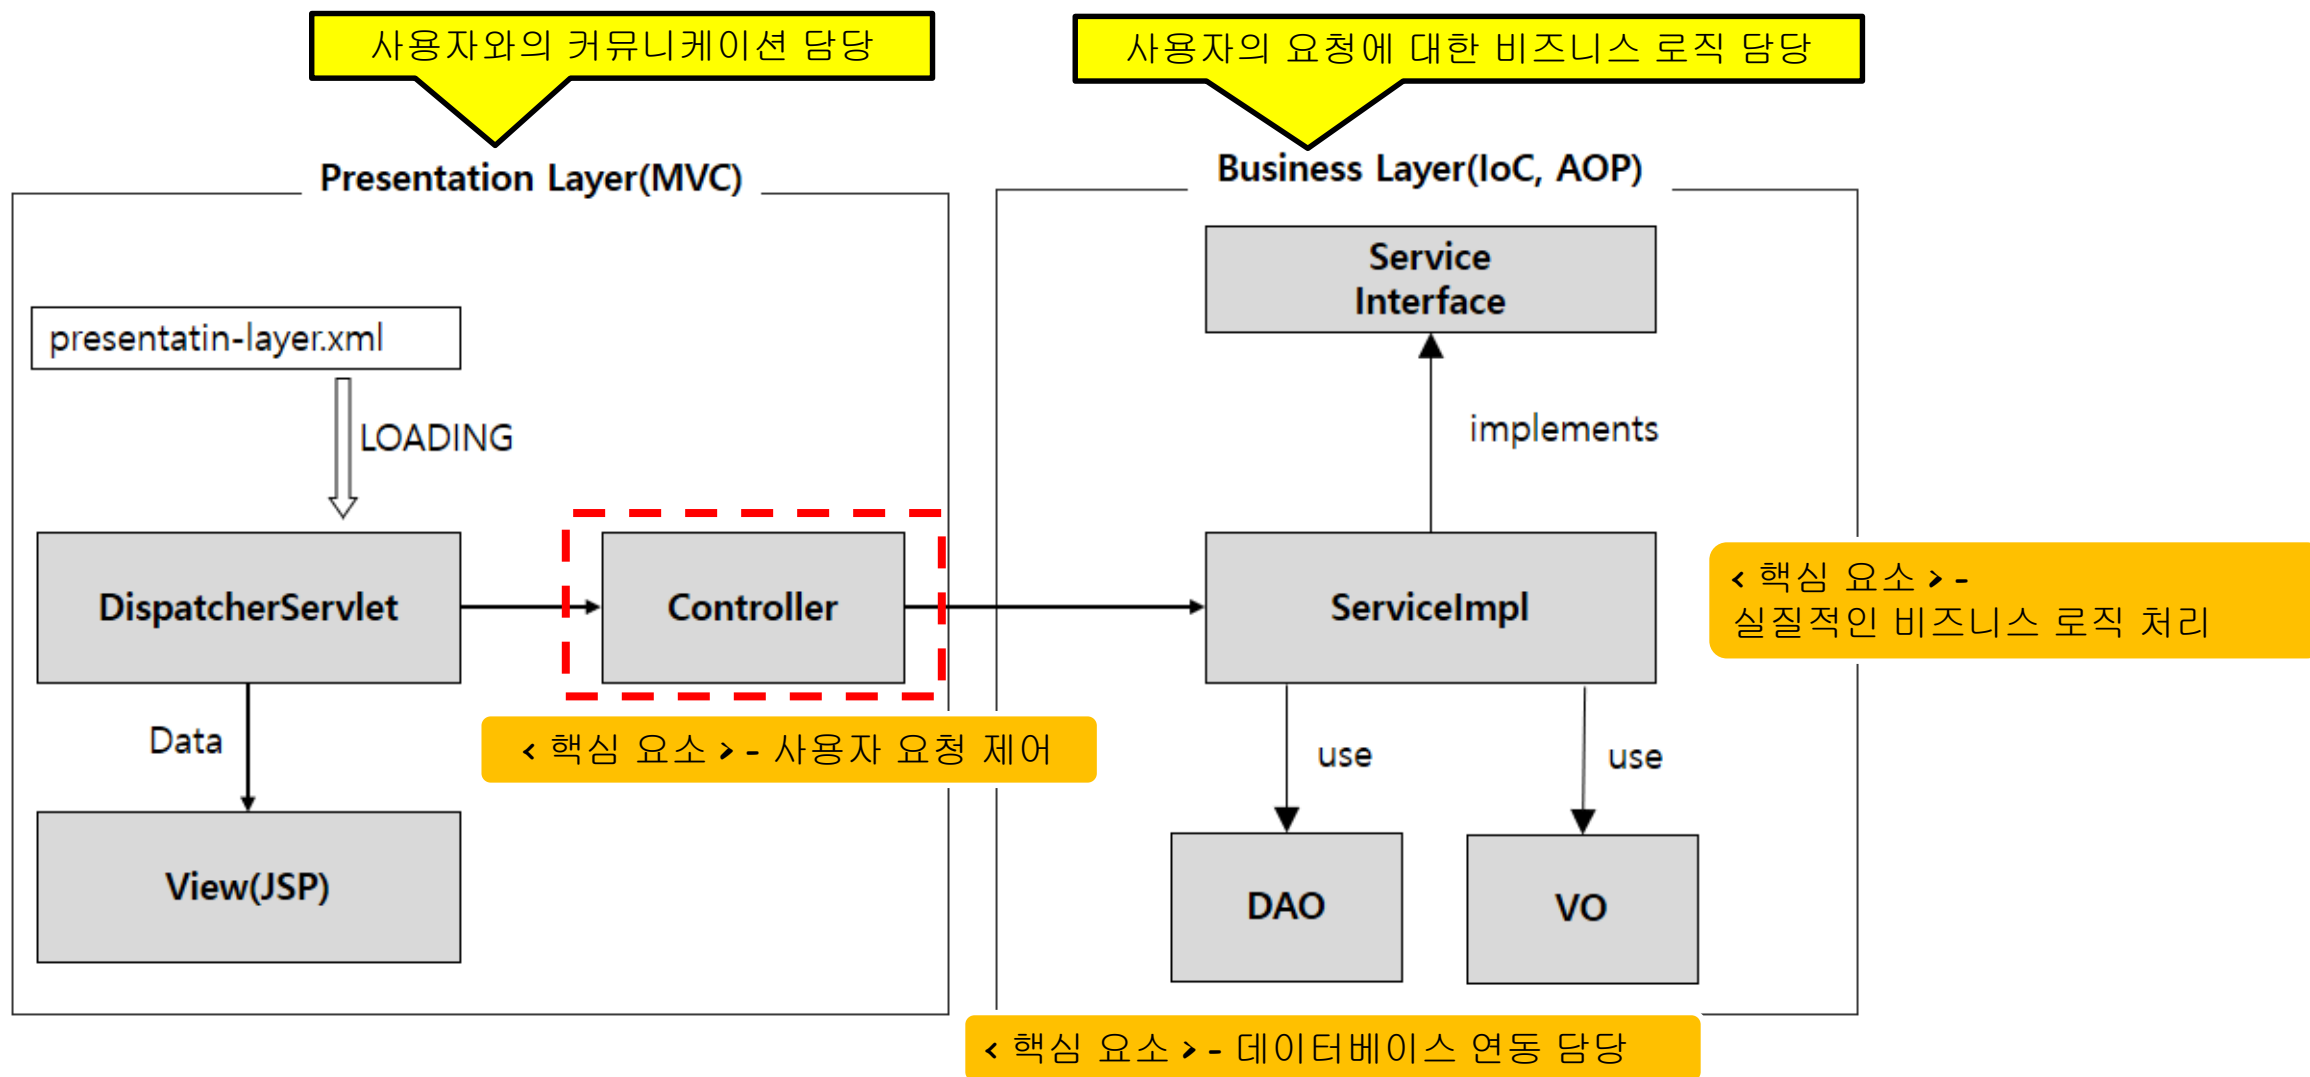 사용자와의 커뮤니케이션 담당
사용자의 요청에 대한 비즈니스 로직 담당
Presentation Layer(MVC)
Business Layer(IoC, AOP)
Service
Interface
presentatin-layer.xml
LOADING
implements
DispatcherServlet
Controller
ServiceImpl
< 핵심 요소 > -
실질적인 비즈니스 로직 처리
Data
< 핵심 요소 > - 사용자 요청 제어
use
use
View(JSP)
DAO
VO
< 핵심 요소 > - 데이터베이스 연동 담당